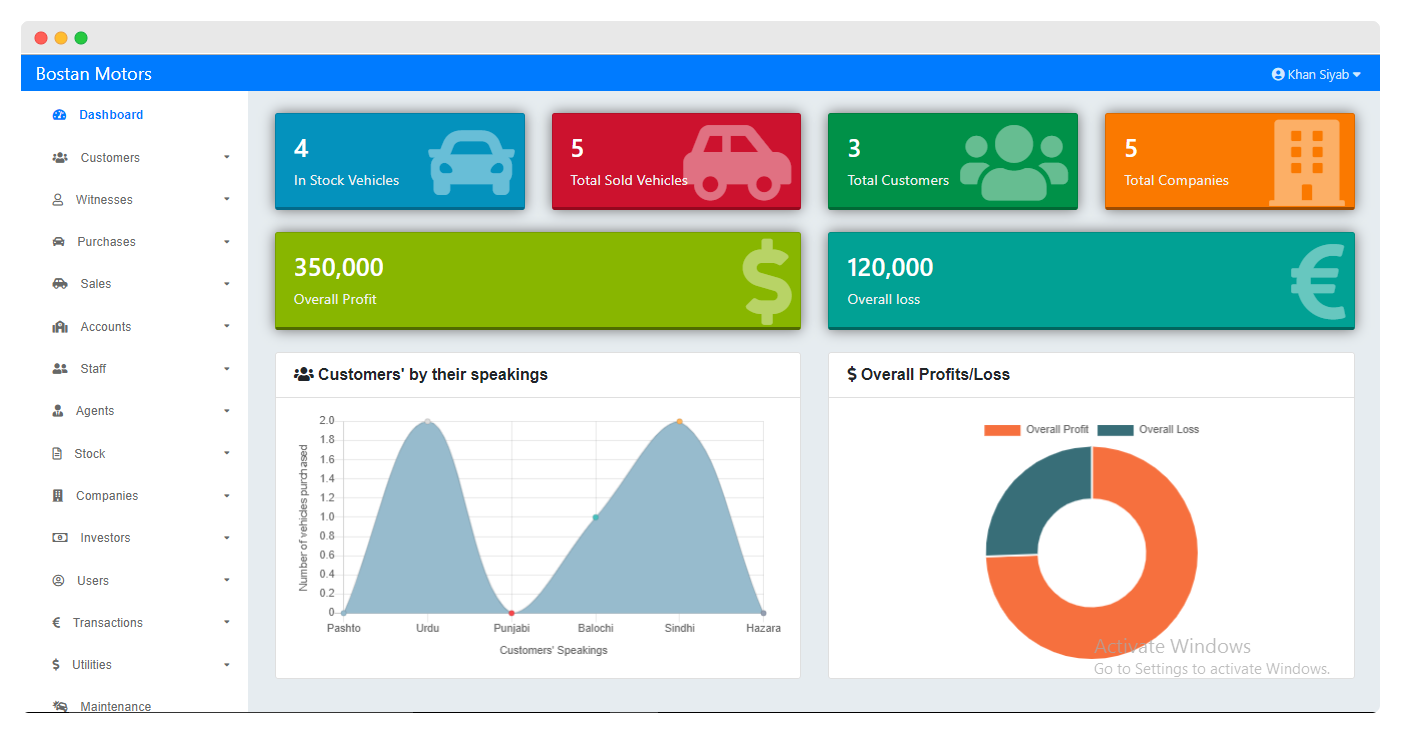 Bostan Motors
Khan Siyab
Dashboard
Customers
Witnesses
Purchases
Sales
Accounts
Staff
Agents
Stock
Companies
Investors
Users
Transactions
Utilities
Maintenance
4
In Stock Vehicles
5
Total Sold Vehicles
3
Total Customers
5
Total Companies
350,000
Overall Profit
120,000
Overall loss
Customers' by their speakings
Number of vehicles purchased
2.0
1.8
1.6
1.4
1.2
1.0
0.8
0.6
0.4
0.2
0
Pashto Urdu Punjabi Balochi Sindhi Hazara
Customers' Speakings
$ Overall Profits/Loss
Overall Profit Overall Loss
Activate Windows
Go to Settings to activate Windows.